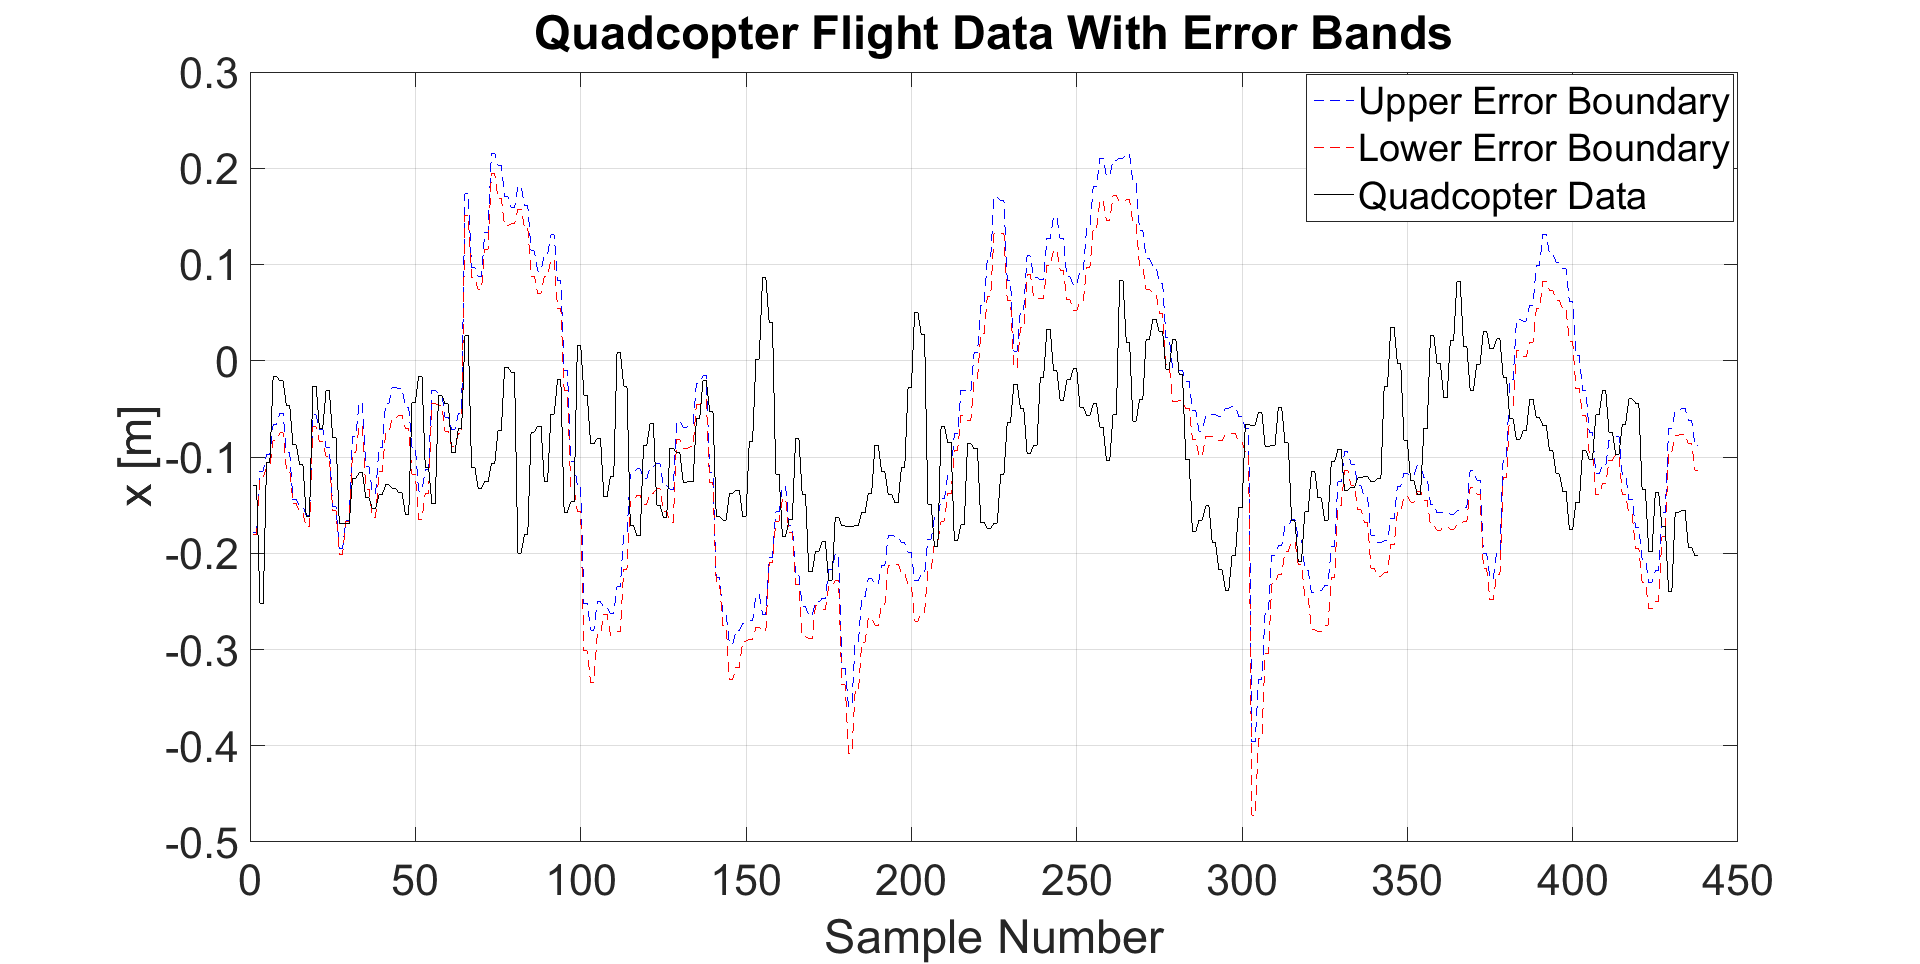 Quadcopter Flight Data With Error Bands
0.3
0.2
0.1
0
-0.1
-0.2
-0.3
-0.4
-0.5
x [m]
Upper Error Boundary
Lower Error Boundary
Quadcopter Data
0 50 100 150 200 250 300 350 400 450
Sample Number